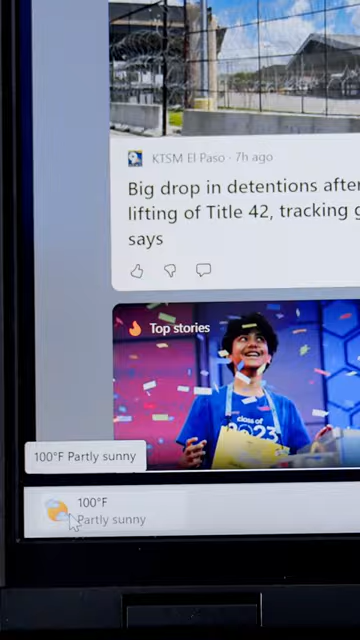 KTSM El Paso · 7h ago
Big drop in detentions after
lifting of Title 42, tracking
says
Top stories
class of
2023
100°F Partly sunny
100°F
Partly sunny